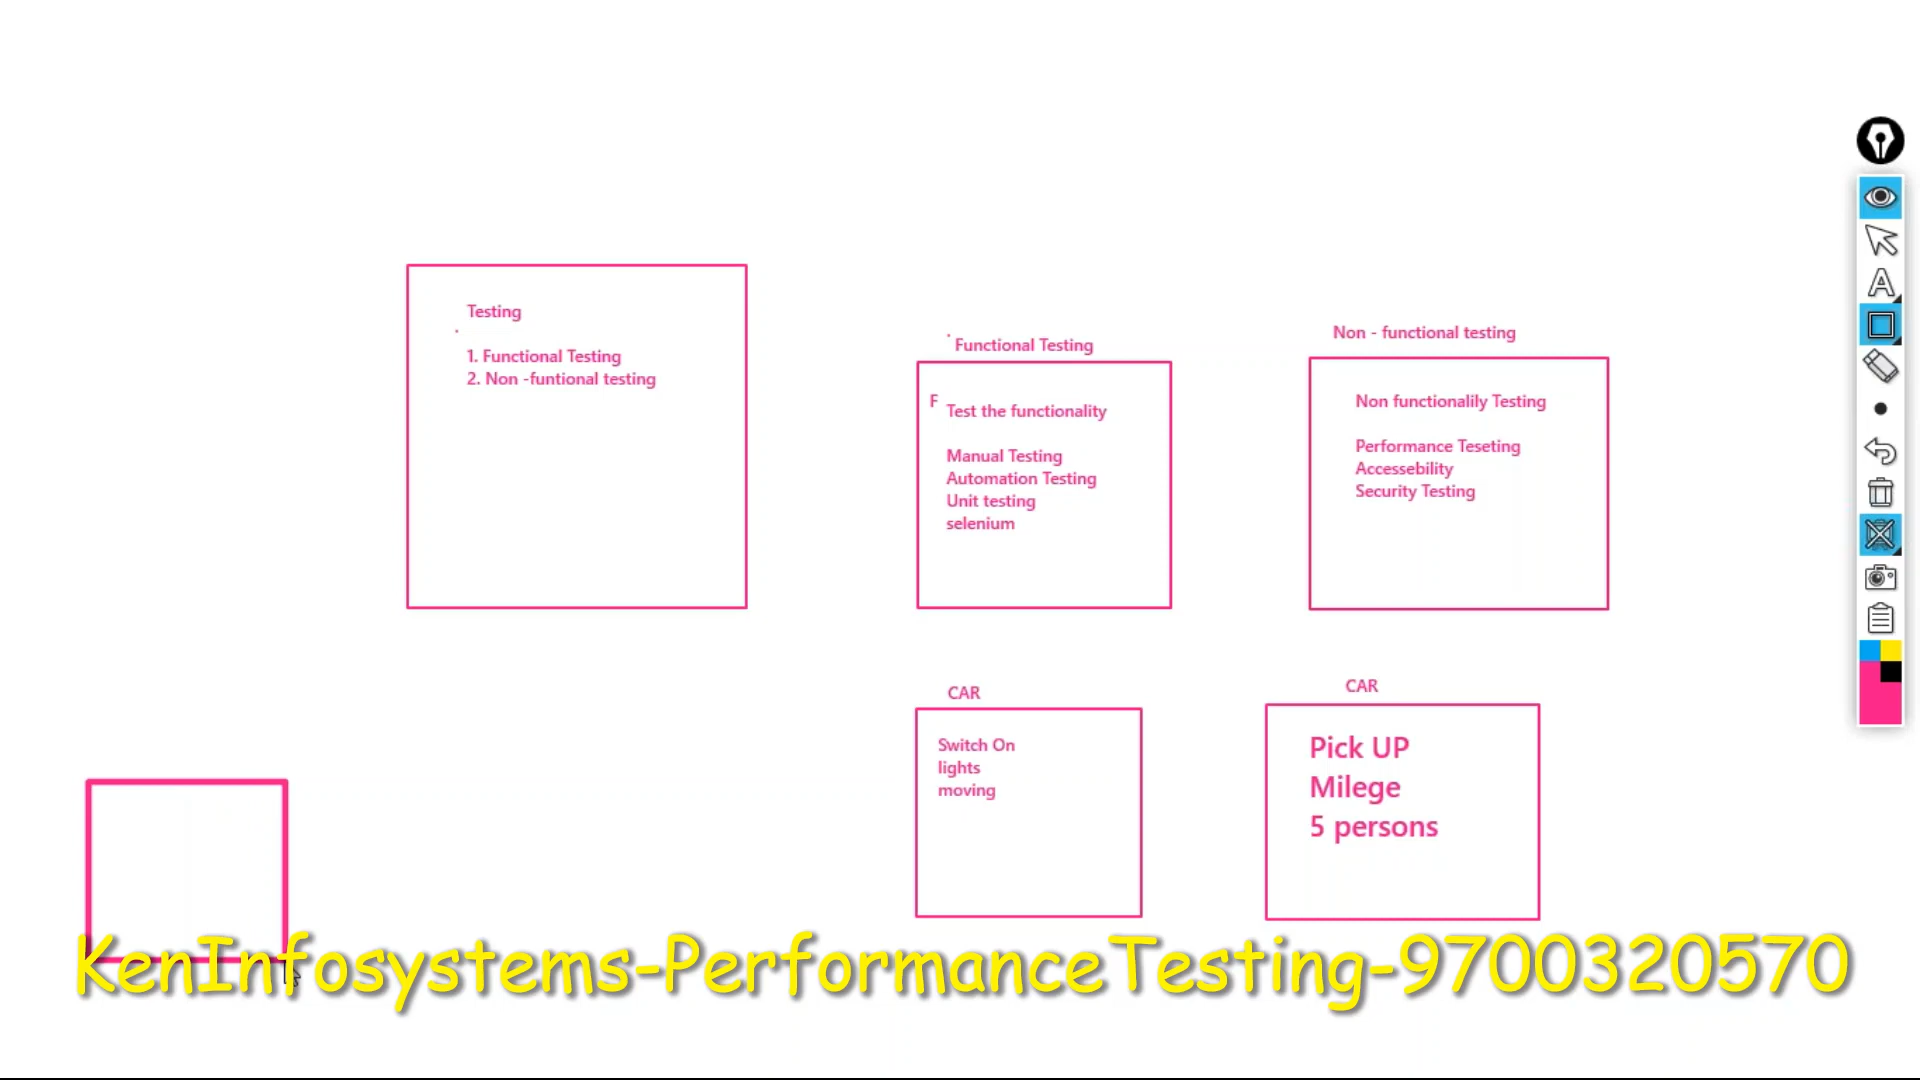 Testing
1. Functional Testing
2. Non -funtional testing
Functional Testing
F
Test the functionality
Manual Testing
Automation Testing
Unit testing
selenium
Non - functional testing
Non functionalily Testing
Performance Teseting
Accessebility
Security Testing
CAR
Switch On
lights
moving
CAR
Pick UP
Milege
5 persons
KenInfosystems-PerformanceTesting-9700320570